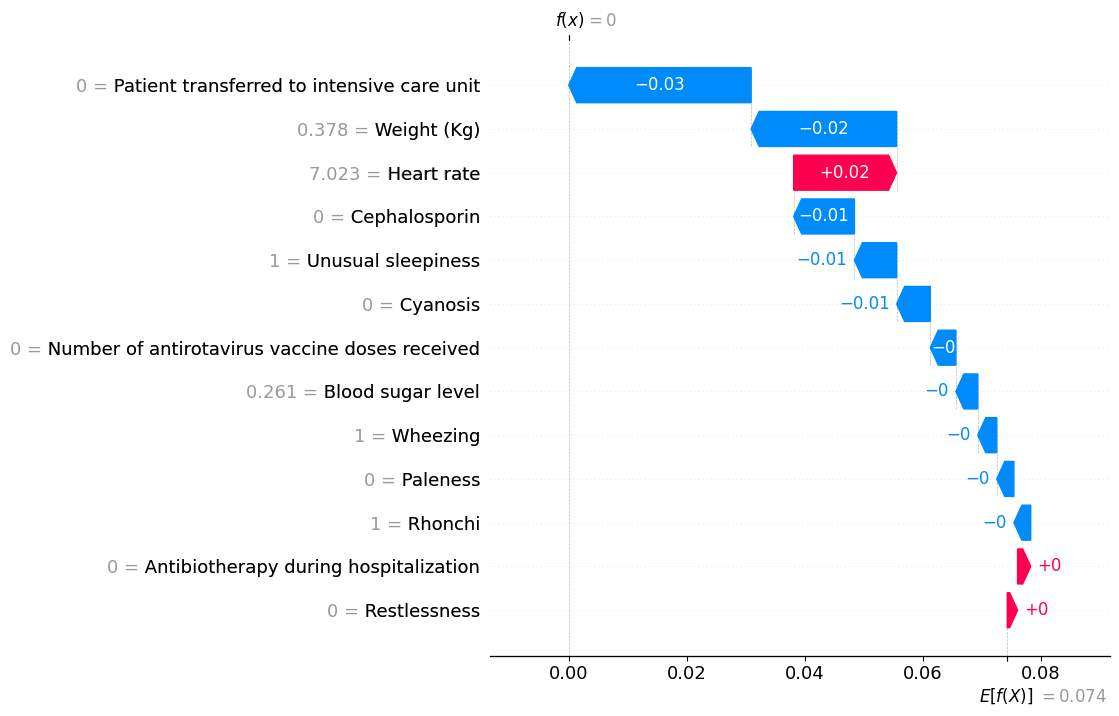 f(x) = 0
0 = Patient transferred to intensive care unit −0.03
0.378 = Weight (Kg) −0.02
7.023 = Heart rate +0.02
0 = Cephalosporin −0.01
1 = Unusual sleepiness −0.01
0 = Cyanosis −0.01
0 = Number of antirotavirus vaccine doses received −0
0.261 = Blood sugar level −0
1 = Wheezing −0
0 = Paleness −0
1 = Rhonchi −0
0 = Antibiotherapy during hospitalization +0
0 = Restlessness +0
0.00 0.02 0.04 0.06 0.08
E[f(X)] = 0.074